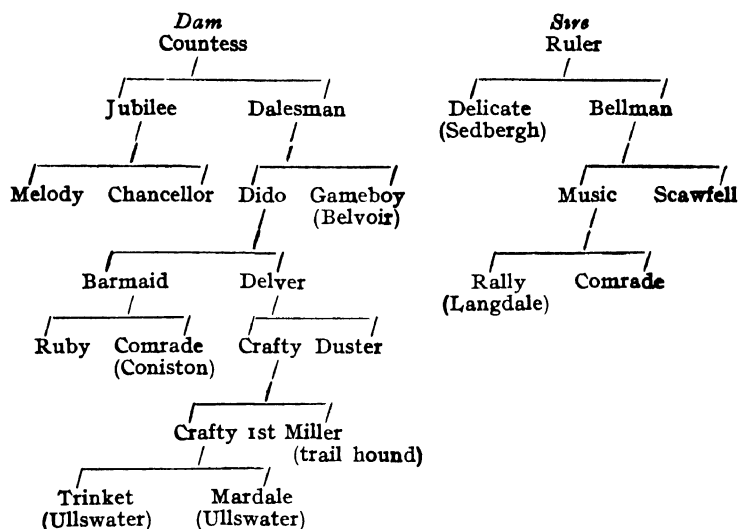 Dam Sire
Countess Ruler
Jubilee Dalesman Delicate Bellman
(Sedbergh)
Melody Chancellor Dido Gameboy Music Scawfell
(Belvoir)
Barmaid Delver Rally Comrade
(Langdale)
Ruby Comrade Crafty Duster
(Coniston)
Crafty 1st Miller
(trail hound)
Trinket Mardale
(Ullswater) (Ullswater)